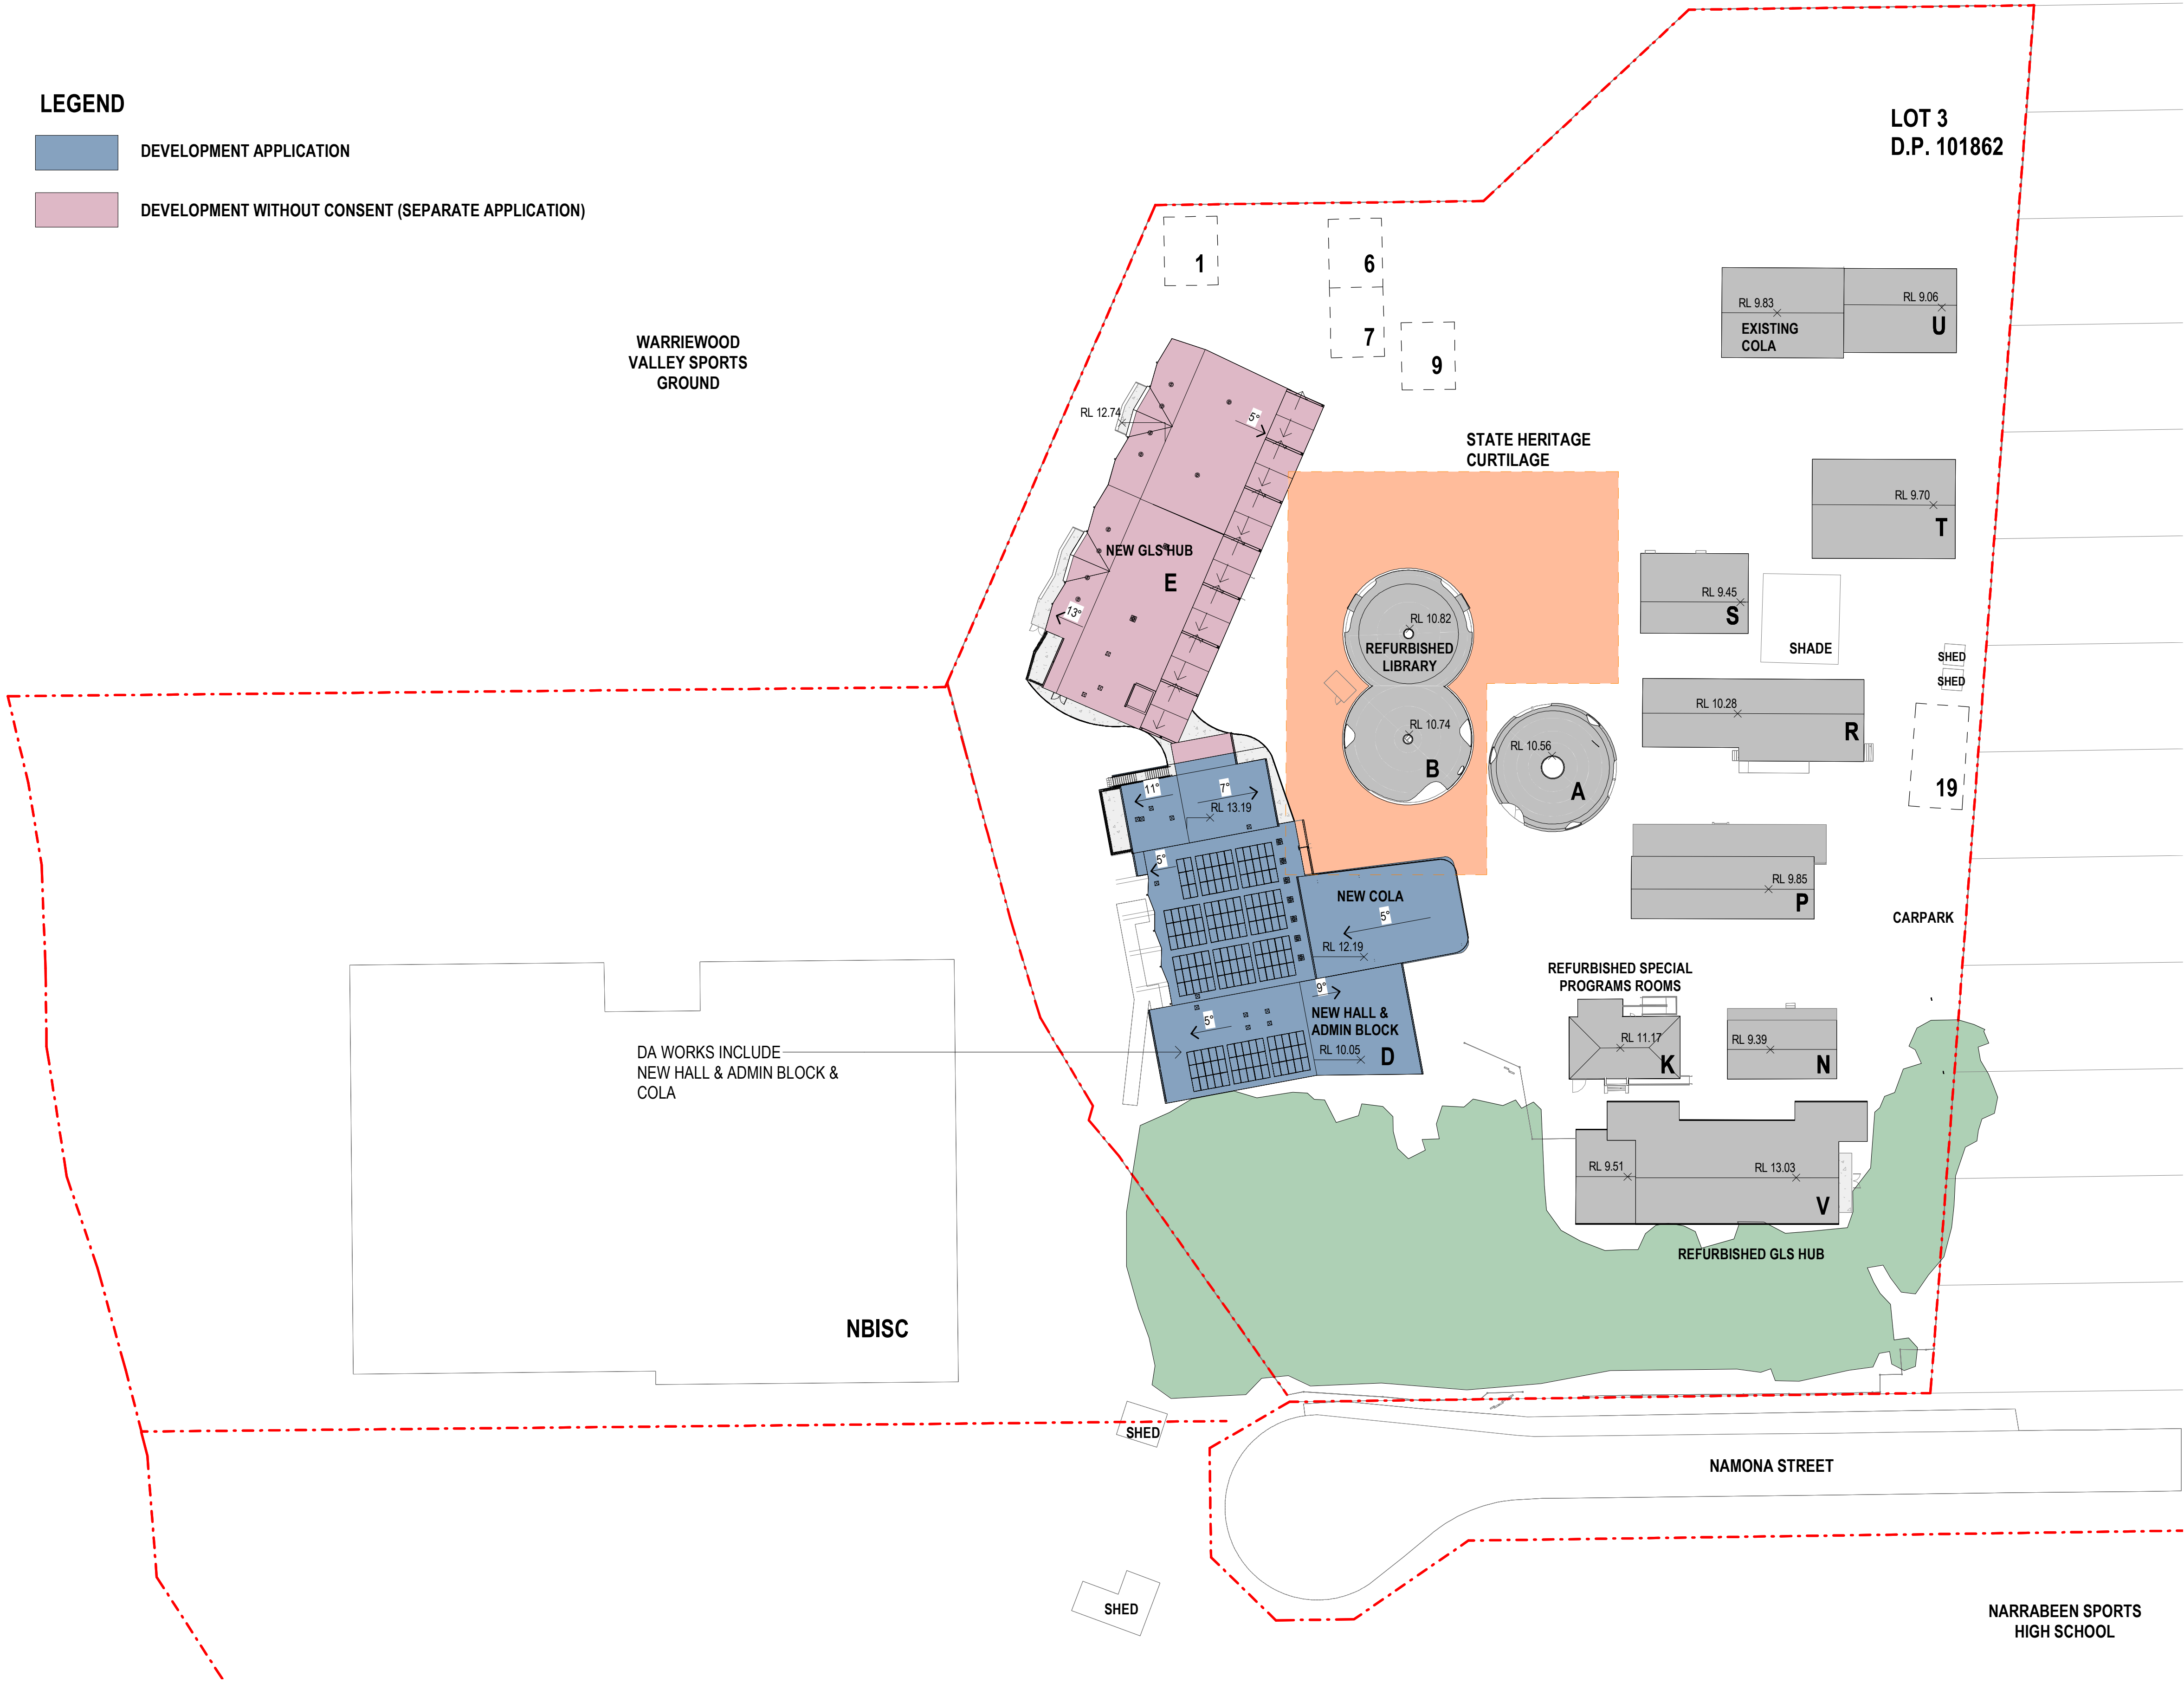 LEGEND
DEVELOPMENT APPLICATION
DEVELOPMENT WITHOUT CONSENT (SEPARATE APPLICATION)
LOT 3
D.P. 101862
WARRIEWOOD
VALLEY SPORTS
GROUND
1
6
7
9
RL 9.83
EXISTING
COLA
RL 9.06
U
RL 12.74
5°
STATE HERITAGE
CURTILAGE
RL 9.70
T
NEW GLS HUB
E
13°
RL 10.82
REFURBISHED
LIBRARY
RL 9.45
S
SHADE
SHED
SHED
RL 10.74
B
RL 10.56
A
RL 10.28
R
19
11°
7°
RL 13.19
5°
NEW COLA
5°
RL 12.19
RL 9.85
P
CARPARK
REFURBISHED SPECIAL
PROGRAMS ROOMS
9°
5°
NEW HALL &
ADMIN BLOCK
RL 10.05
D
RL 11.17
K
RL 9.39
N
DA WORKS INCLUDE
NEW HALL & ADMIN BLOCK &
COLA
RL 9.51
RL 13.03
V
REFURBISHED GLS HUB
NBISC
SHED
NAMONA STREET
SHED
NARRABEEN SPORTS
HIGH SCHOOL